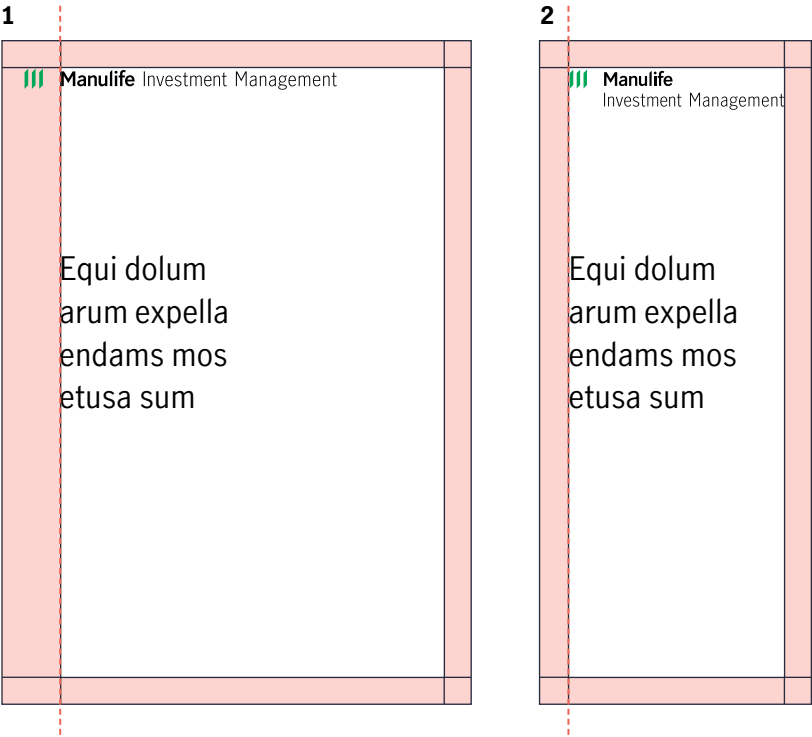 1
Manulife Investment Management
Equi dolum
arum expella
endams mos
etusa sum
2
Manulife
Investment Management
Equi dolum
arum expella
endams mos
etusa sum